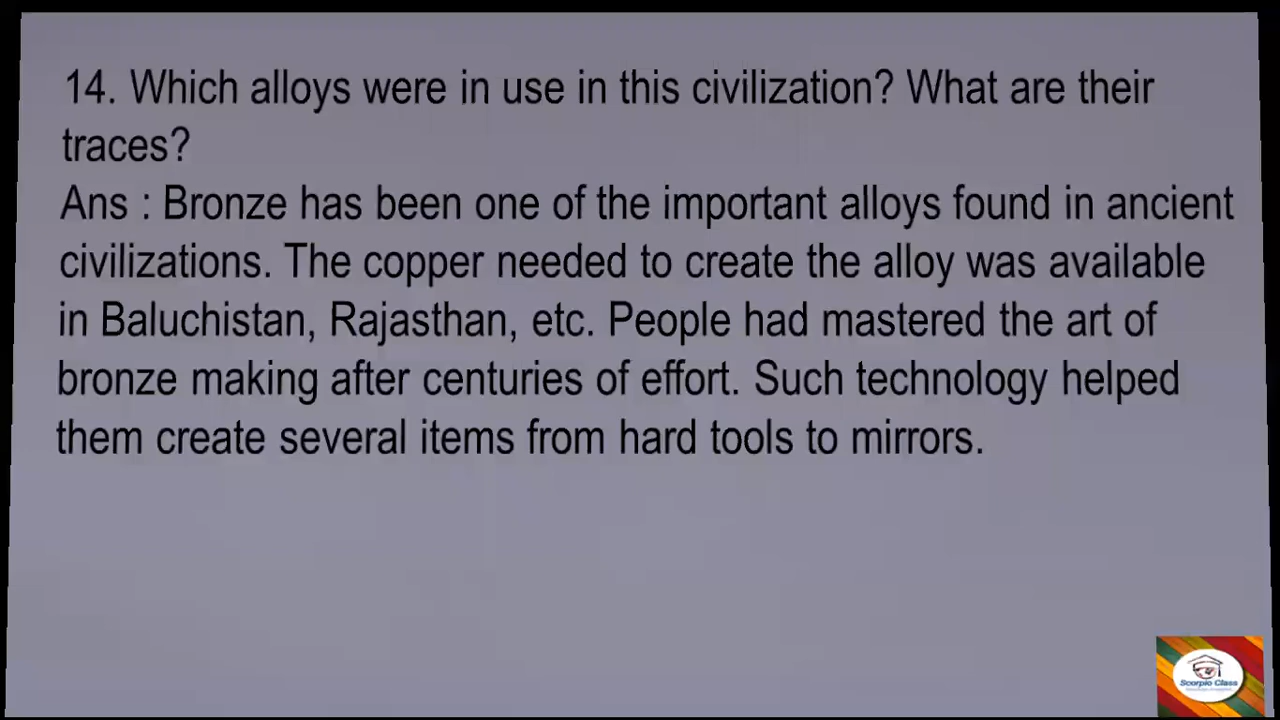 14. Which alloys were in use in this civilization? What are their
traces?
Ans : Bronze has been one of the important alloys found in ancient
civilizations. The copper needed to create the alloy was available
in Baluchistan, Rajasthan, etc. People had mastered the art of
bronze making after centuries of effort. Such technology helped
them create several items from hard tools to mirrors.
Scorpio Class